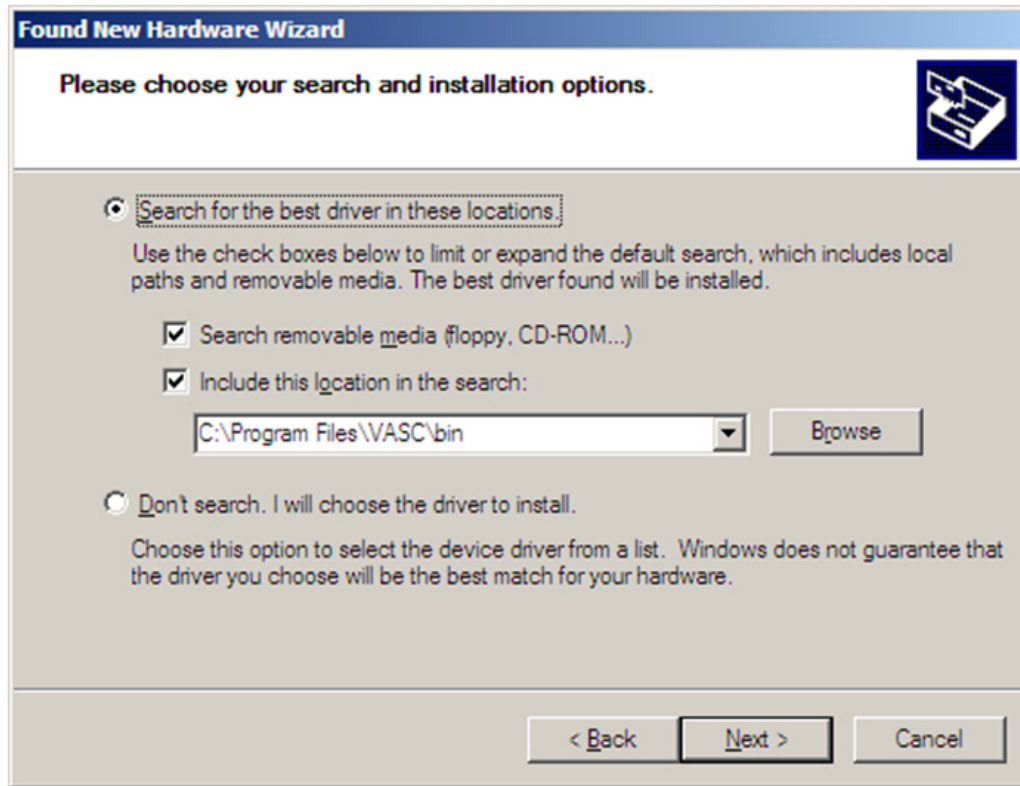 Found New Hardware Wizard
Please choose your search and installation options.
Search for the best driver in these locations.
Use the check boxes below to limit or expand the default search, which includes local
paths and removable media. The best driver found will be installed.
Search removable media (floppy, CD-ROM...)
Include this location in the search:
C:\Program Files\VASC\bin
Browse
Don't search. I will choose the driver to install.
Choose this option to select the device driver from a list.  Windows does not guarantee that
the driver you choose will be the best match for your hardware.
< Back
Next >
Cancel